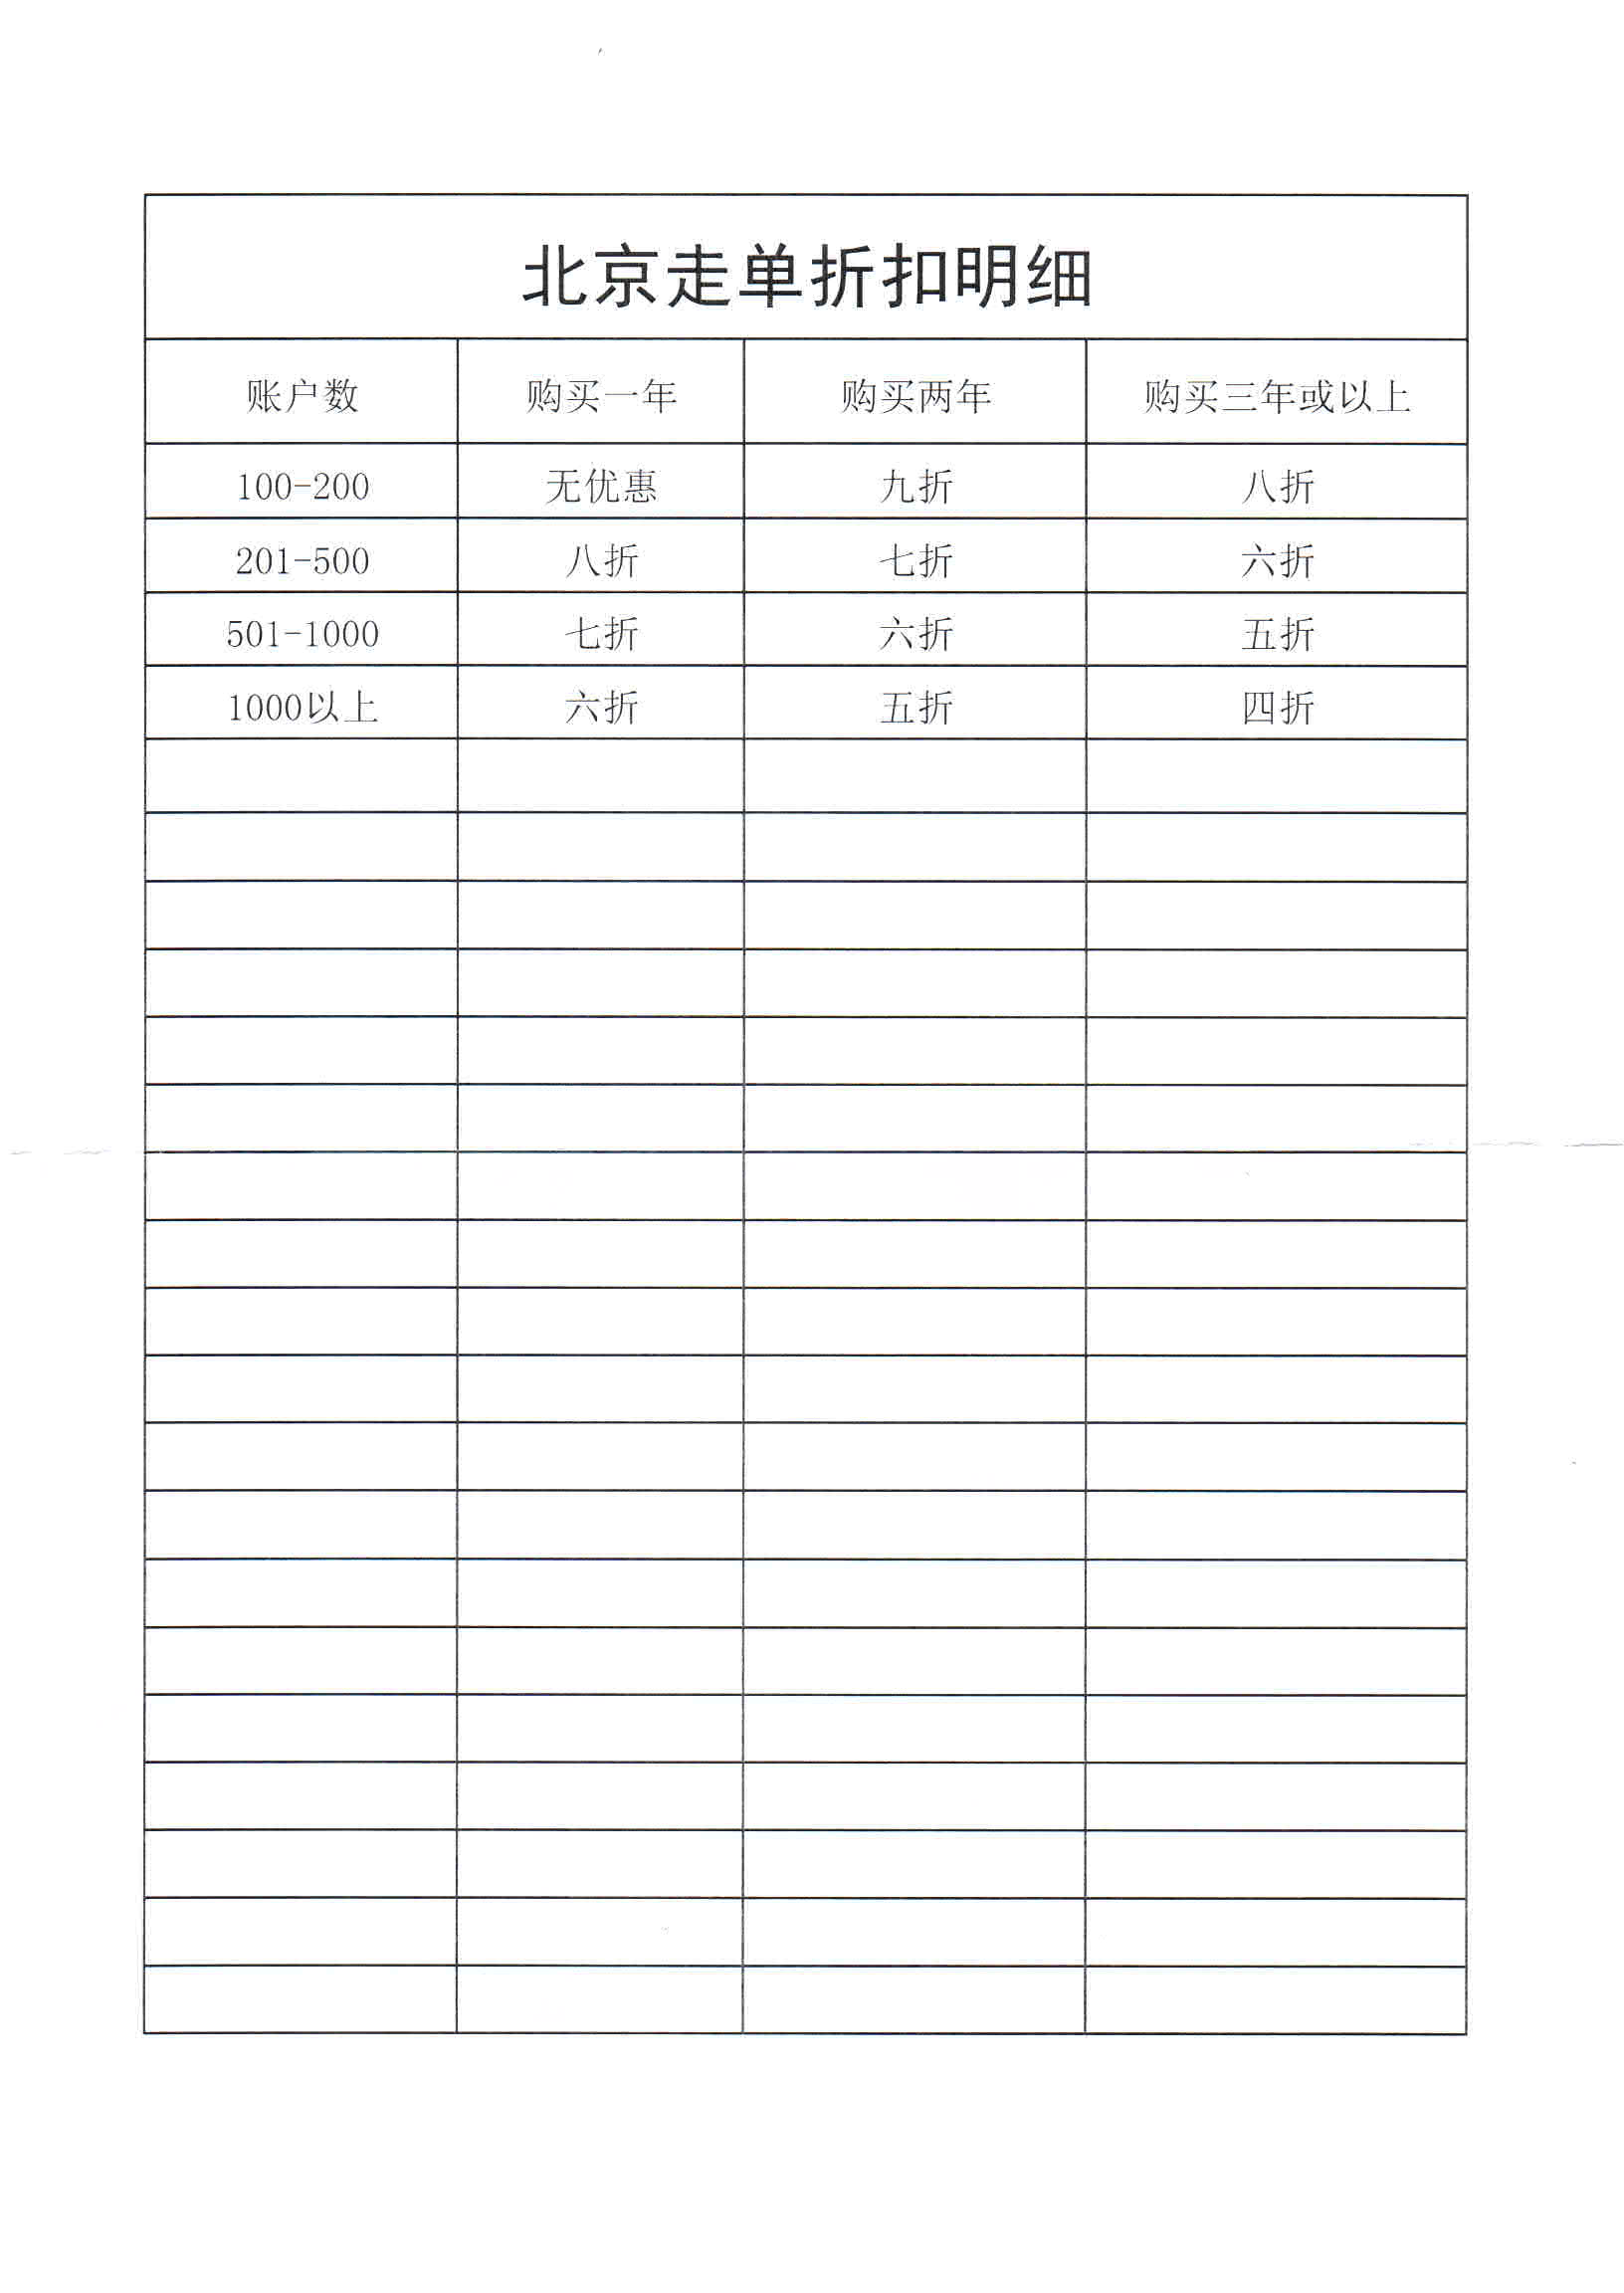 北京走单折扣明细
账户数 购买一年 购买两年 购买三年或以上
100-200 无优惠 九折 八折
201-500 八折 七折 六折
501-1000 七折 六折 五折
1000以上 六折 五折 四折